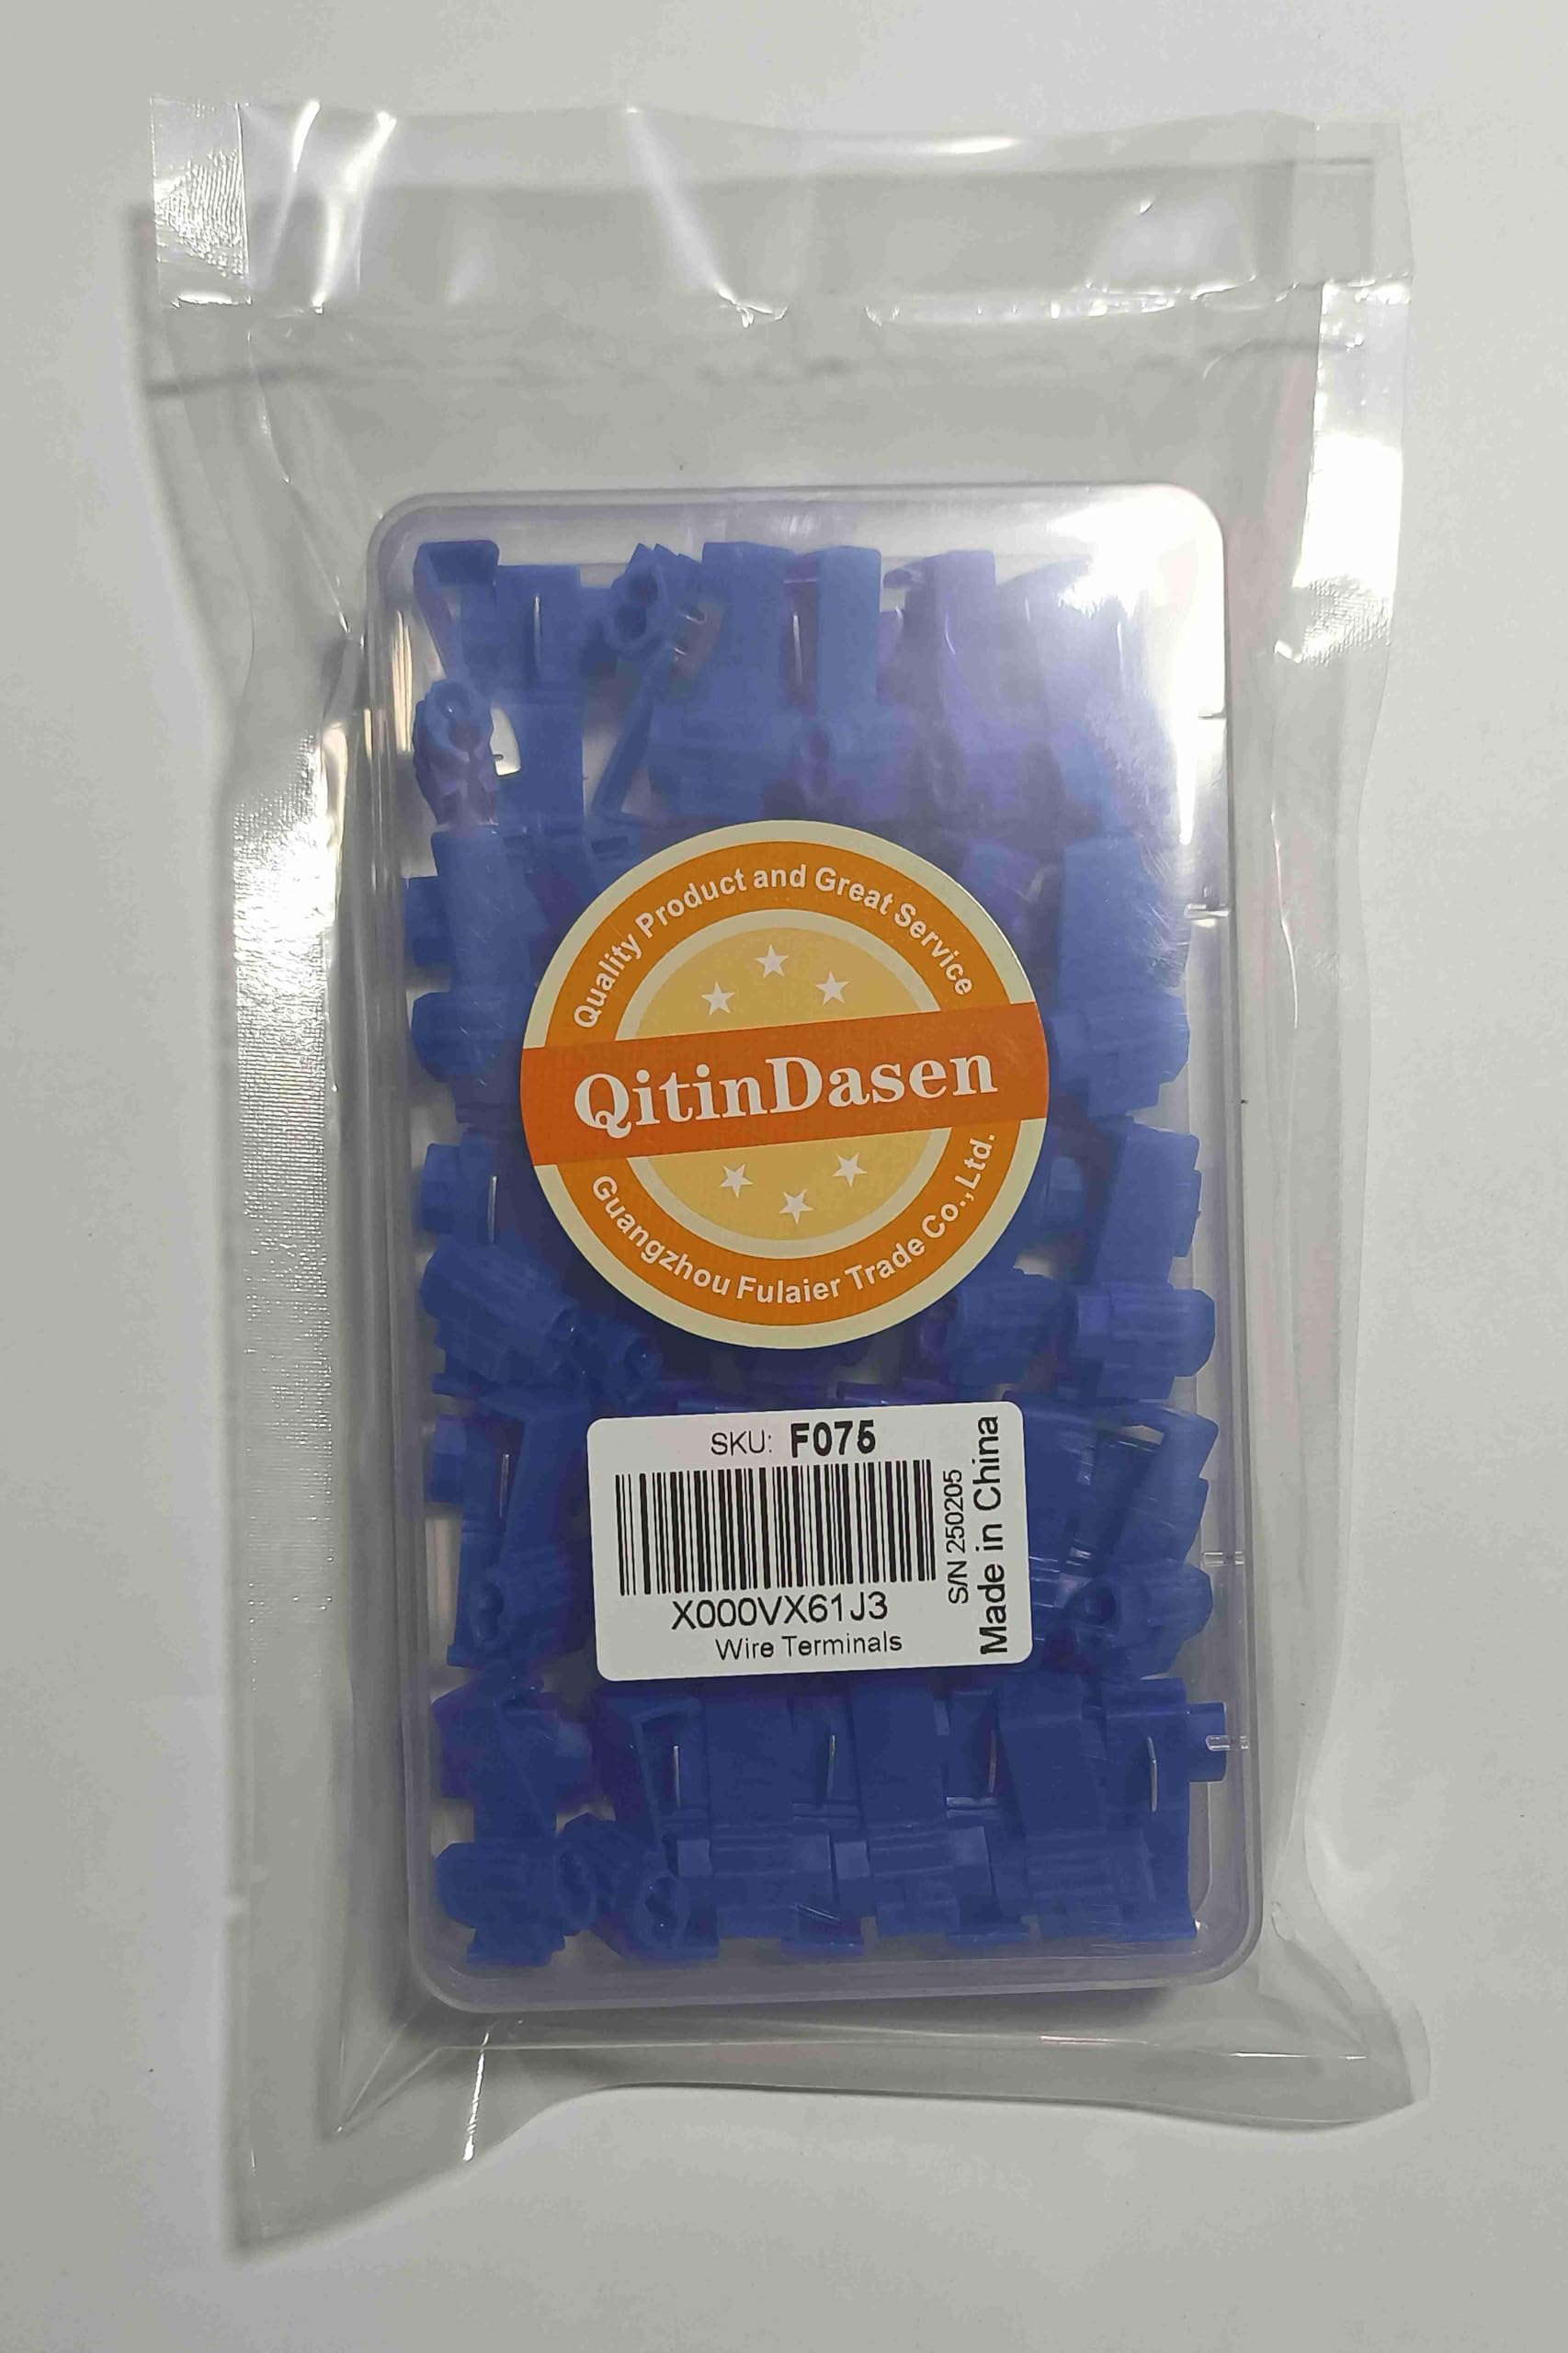 Quality Product and Great Service
QitinDasen
Guangzhou Fulaier Trade Co.,Ltd.
SKU: F075
X000VX61J3
Wire Terminals
S/N 250205
Made in China